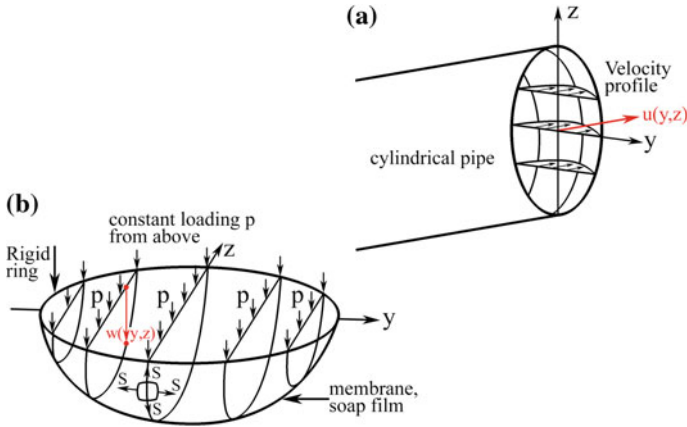 (a)
z
Velocity
profile
u(y,z)
y
cylindrical pipe
(b)
constant loading p
from above
z
Rigid
ring
p
p
p
p
p
w(y,z)
y
S
S
S
S
membrane,
soap film